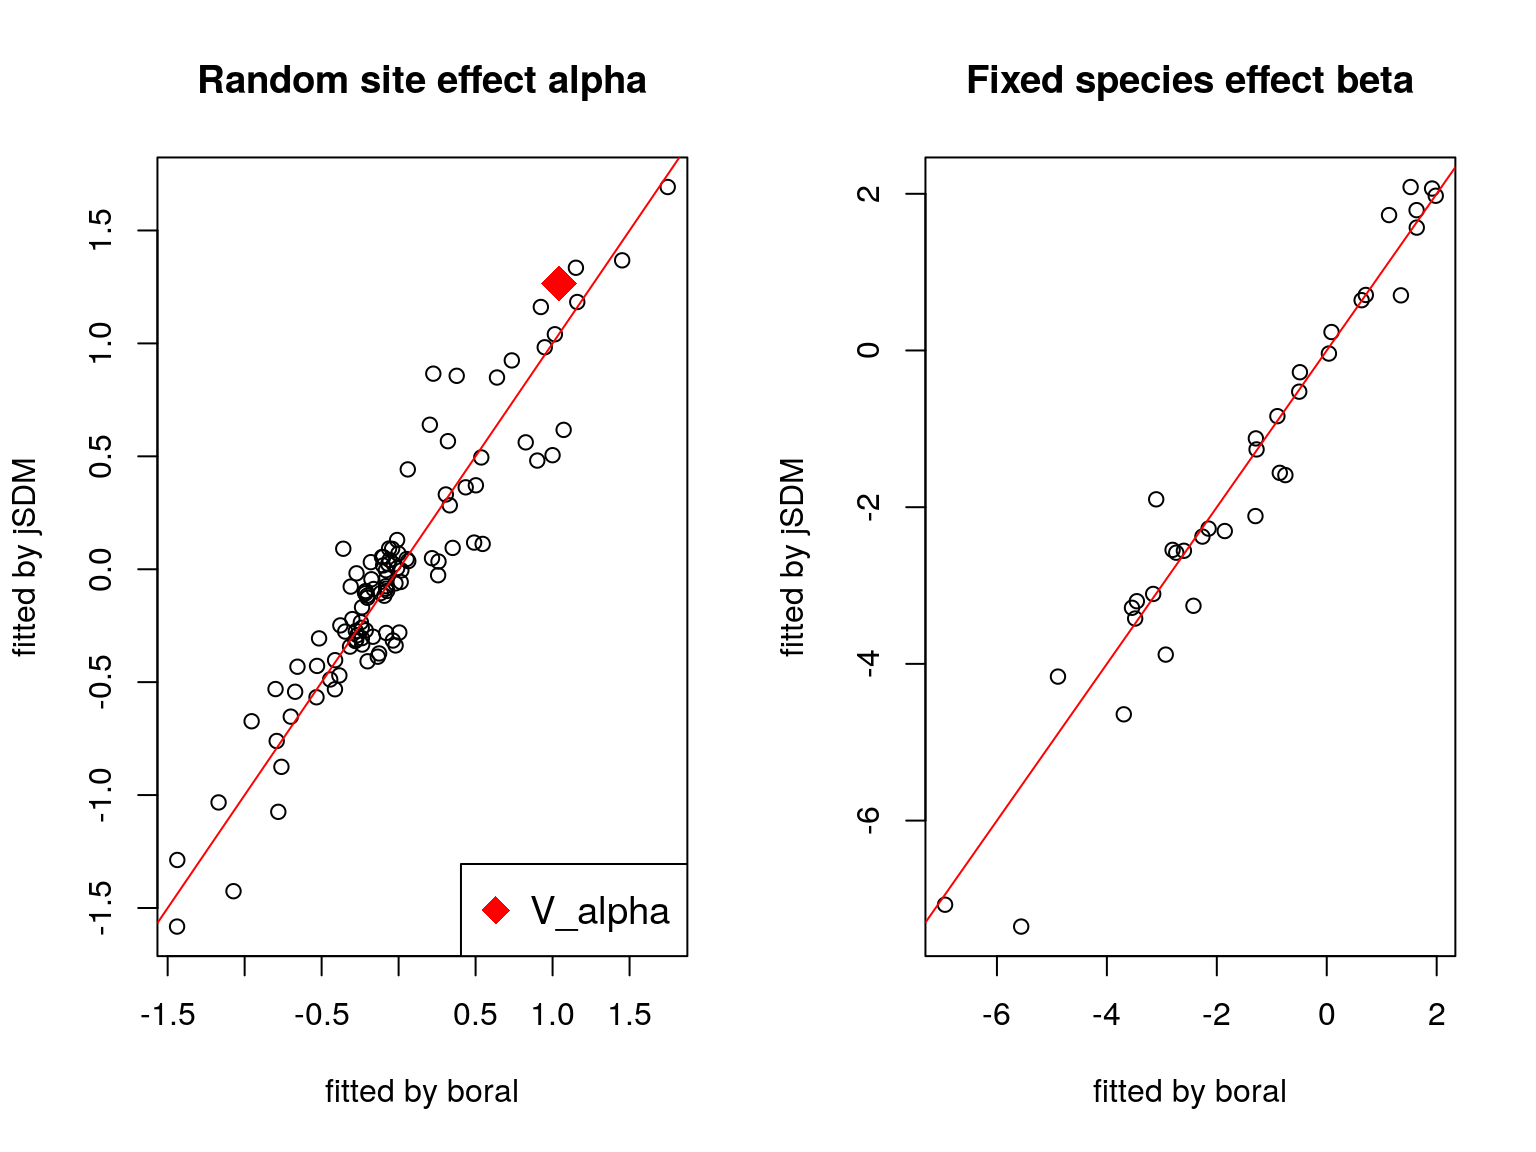 Random site effect alpha
fitted by jSDM
1.5
1.0
0.5
0.0
-0.5
-1.0
-1.5
V_alpha
-1.5 -0.5 0.5 1.0 1.5
fitted by boral
Fixed species effect beta
fitted by jSDM
2
0
-2
-4
-6
-6 -4 -2 0 2
fitted by boral